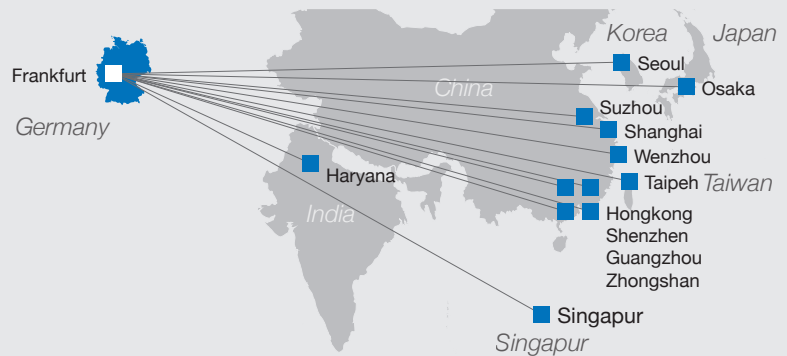 Korea
Japan
Frankfurt
Seoul
China
Osaka
Suzhou
Germany
Shanghai
Wenzhou
Haryana
Taipeh
Taiwan
India
Hongkong
Shenzhen
Guangzhou
Zhongshan
Singapur
Singapur